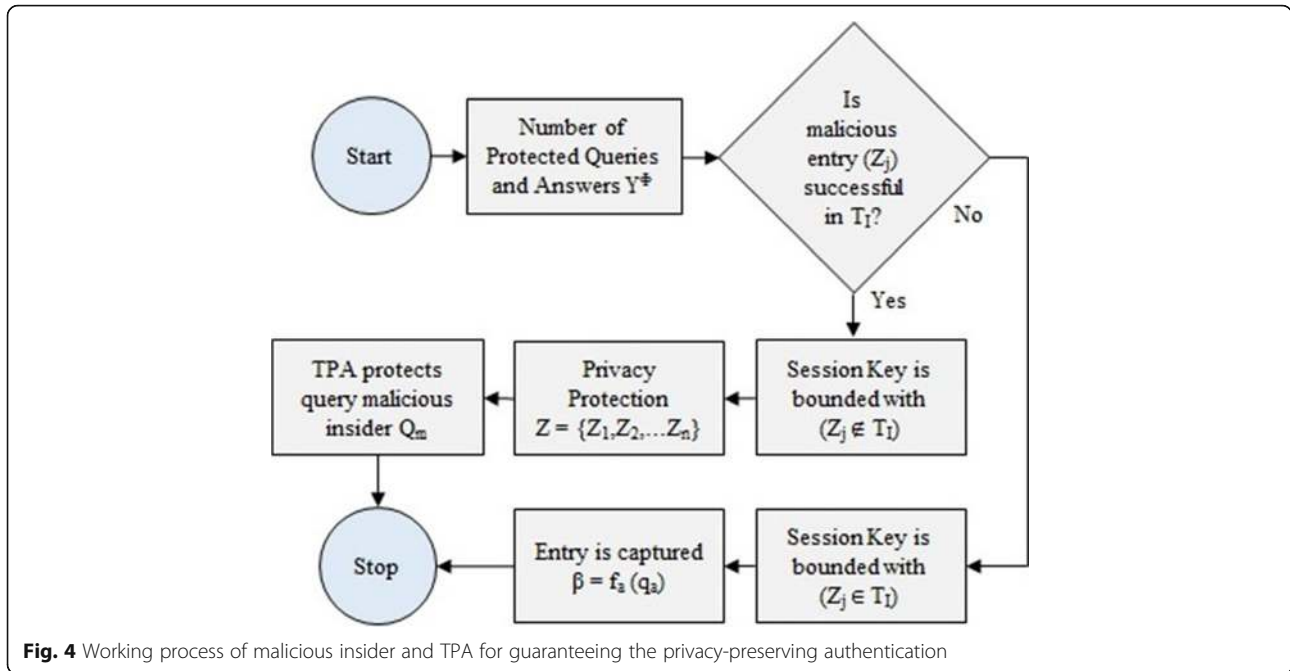 Start
Number of
Protected Queries
and Answers Y^Φ
Is
malicious
entry (Z_j)
successful
in T_I?
No
Yes
TPA protects
query malicious
insider Q_m
Privacy
Protection
Z = {Z_1,Z_2,...Z_n}
Session Key is
bounded with
(Z_j ∉ T_I)
Stop
Entry is captured
β = f_a (q_a)
Session Key is
bounded with
(Z_j ∈ T_I)
Fig. 4 Working process of malicious insider and TPA for guaranteeing the privacy-preserving authentication